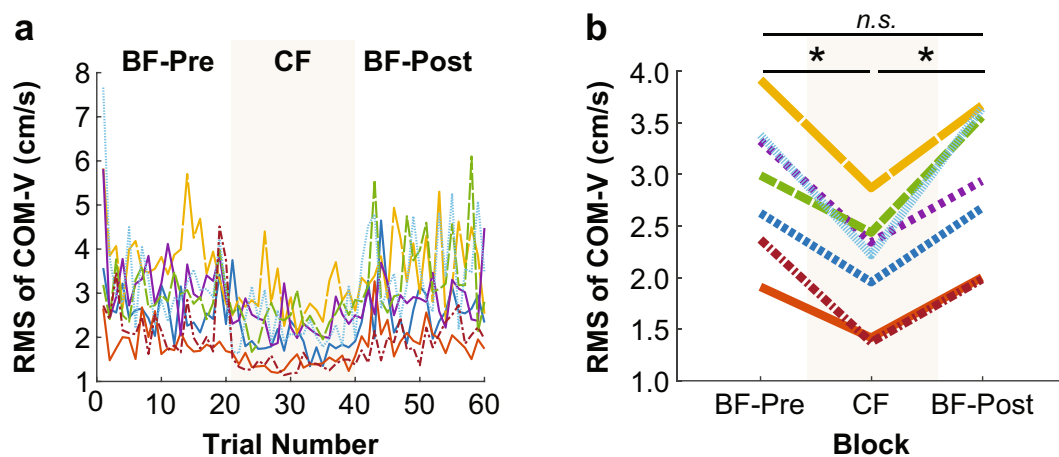 a
BF-Pre CF BF-Post
RMS of COM-V (cm/s)
8
7
6
5
4
3
2
1
0 10 20 30 40 50 60
Trial Number
b
n.s.
* *
RMS of COM-V (cm/s)
4.0
3.5
3.0
2.5
2.0
1.5
1.0
BF-Pre CF BF-Post
Block